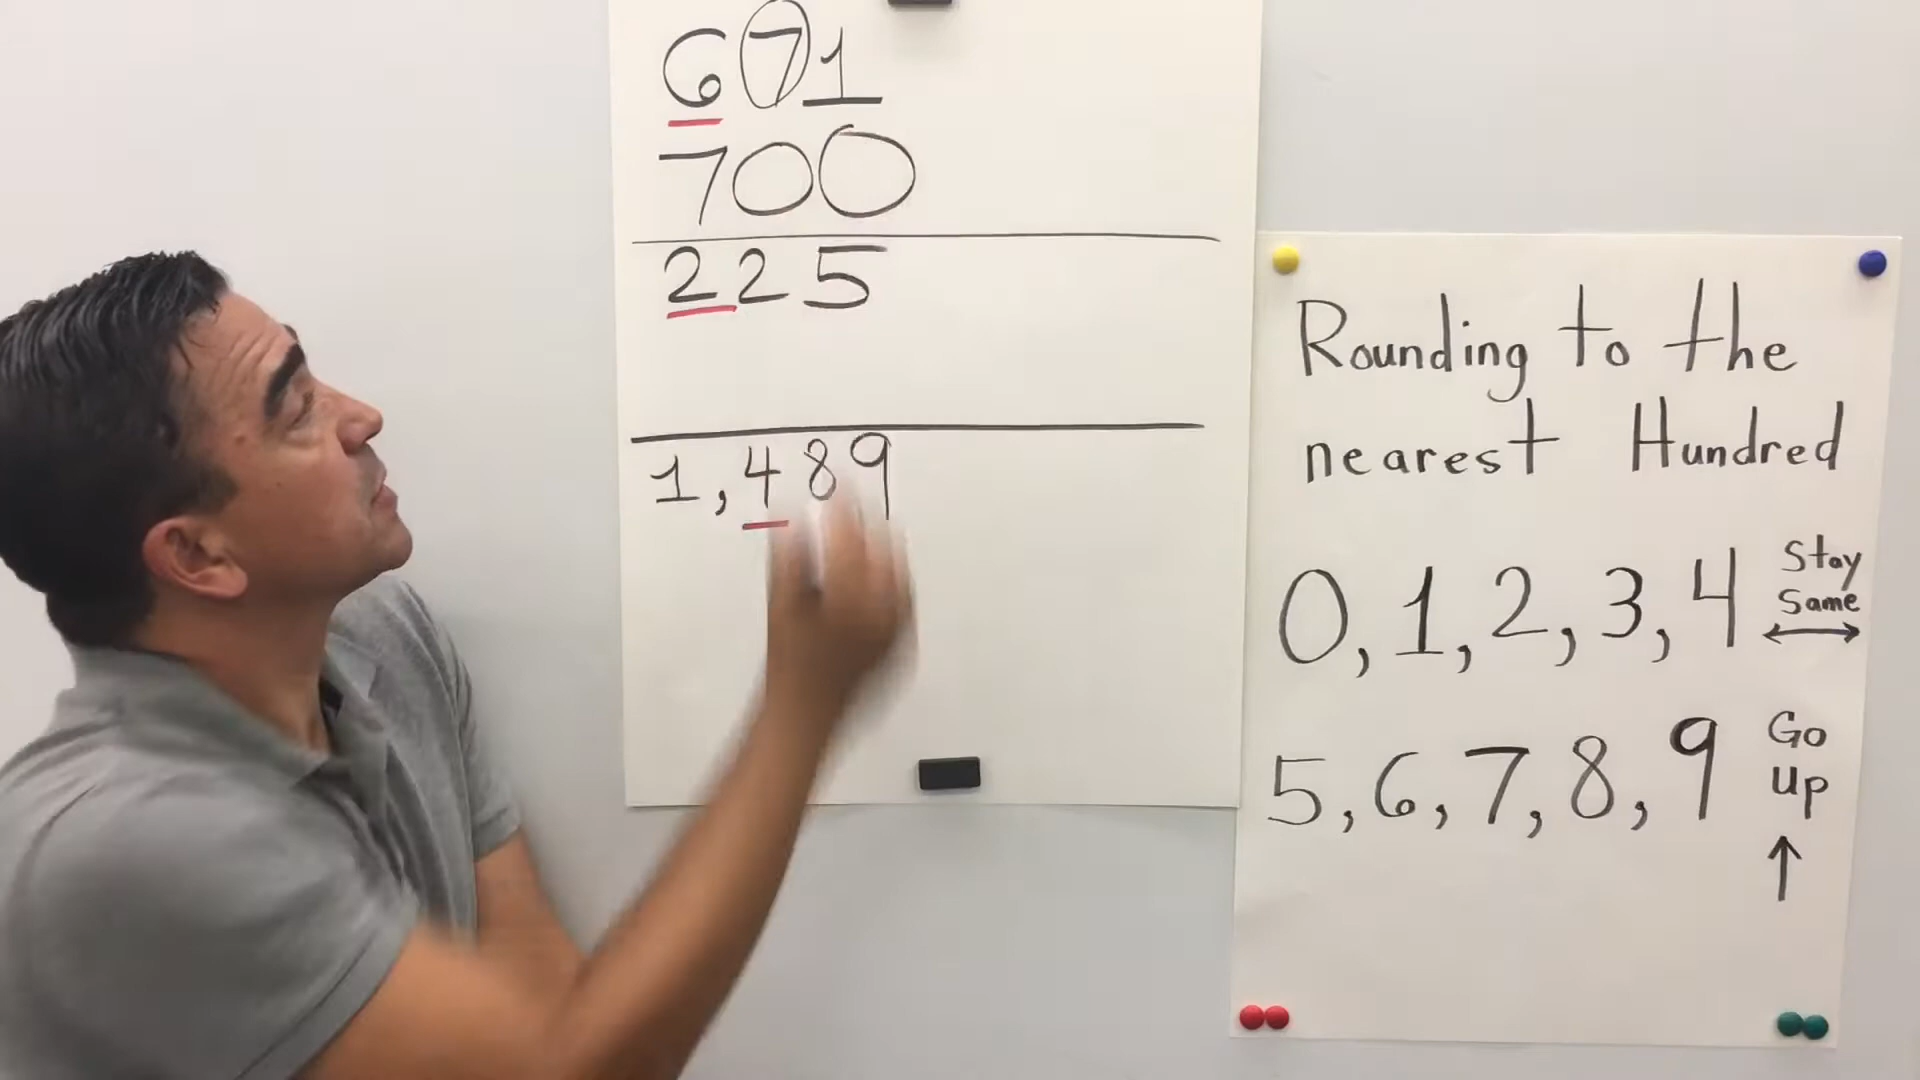 671
700
225
1,489
Rounding to the
nearest Hundred
0, 1, 2, 3, 4 Stay Same
5, 6, 7, 8, 9 Go Up